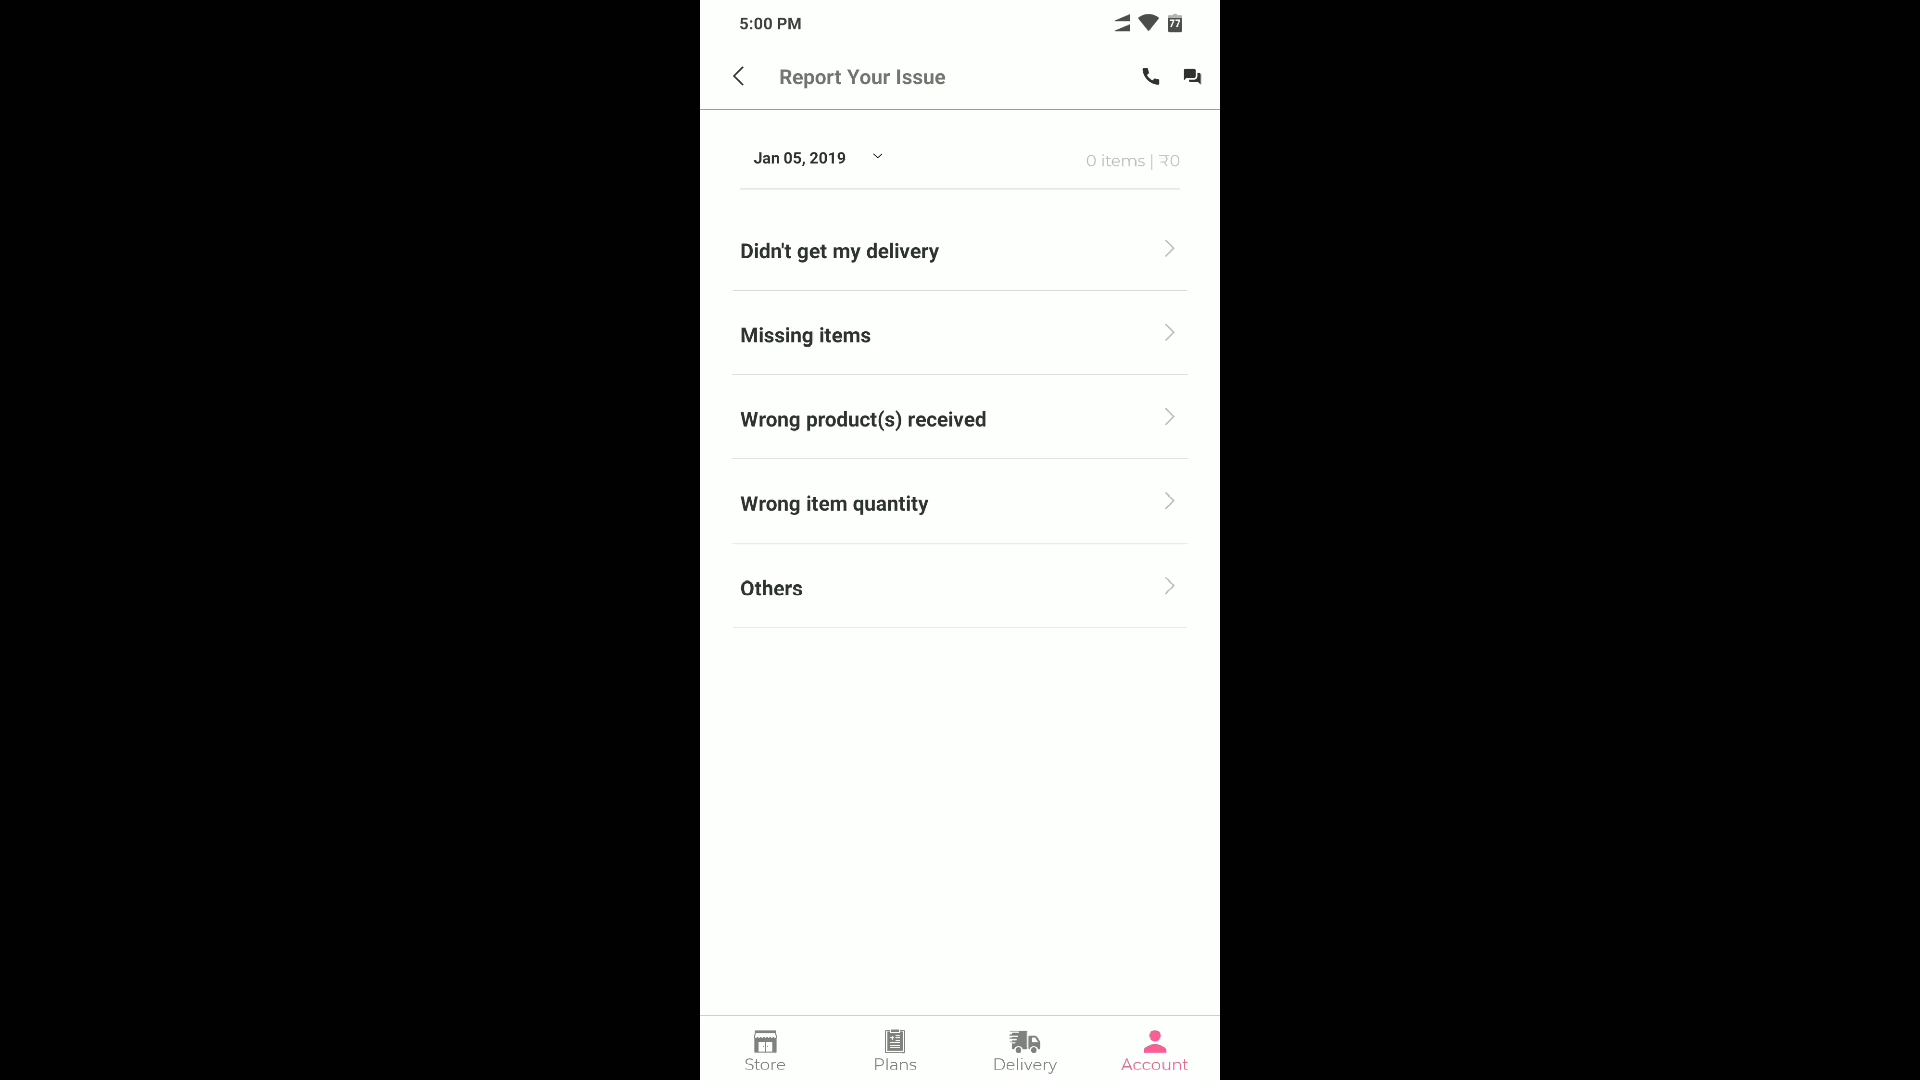 5:00 PM
77
Report Your Issue
Jan 05, 2019
0 items | ₹0
Didn't get my delivery
Missing items
Wrong product(s) received
Wrong item quantity
Others
Store
Plans
Delivery
Account